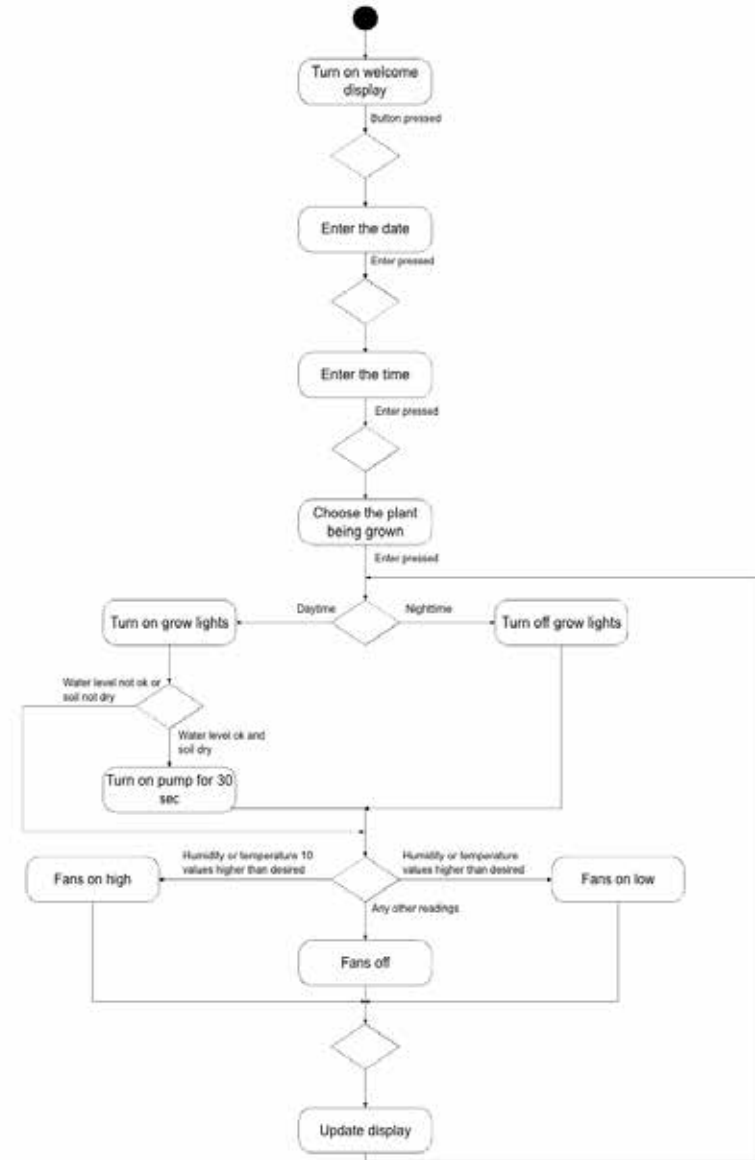 Turn on welcome
display
Button pressed
Enter the date
Enter pressed
Enter the time
Enter pressed
Choose the plant
being grown
Enter pressed
Daytime
Nighttime
Turn on grow lights
Turn off grow lights
Water level not ok or
soil not dry
Water level ok and
soil dry
Turn on pump for 30
sec
Humidity or temperature 10
values higher than desired
Humidity or temperature
values higher than desired
Fans on high
Fans on low
Any other readings
Fans off
Update display